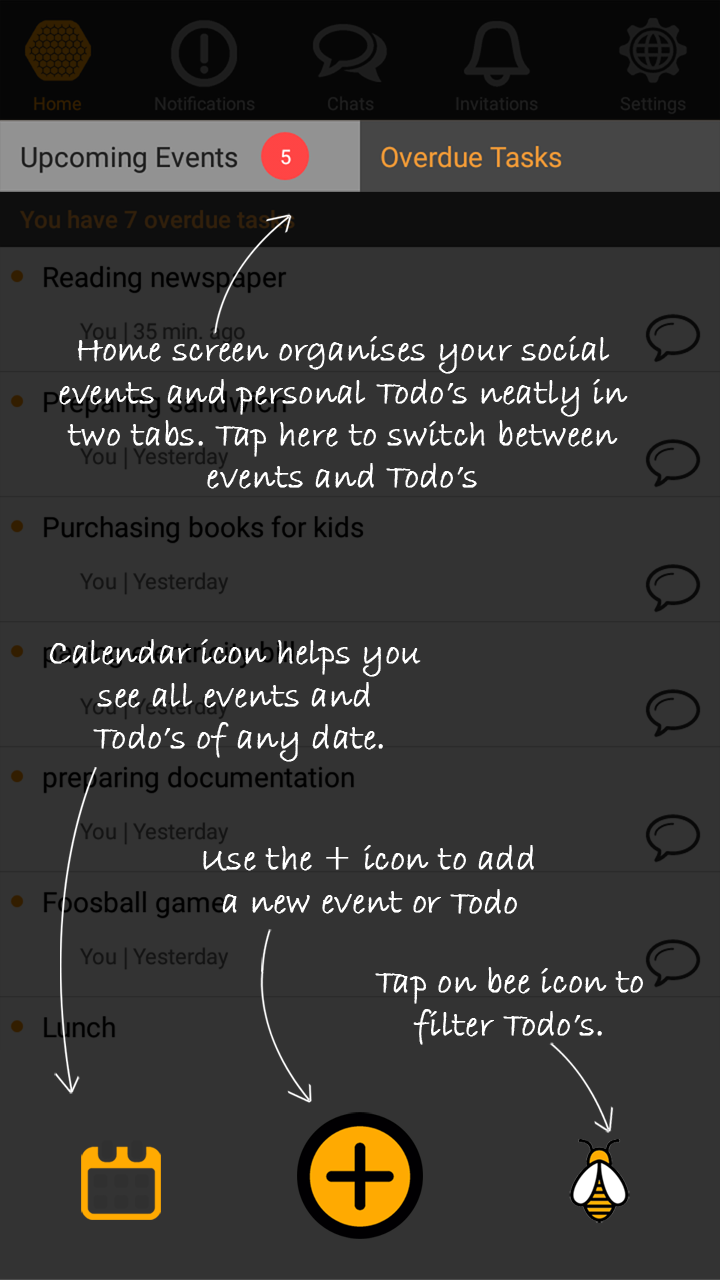 Home Notifications Chats Invitations Settings
Upcoming Events 5 Overdue Tasks
You have 7 overdue tasks
Reading newspaper
You | 35 min. ago
Home screen organises your social
events and personal Todo's neatly in
two tabs. Tap here to switch between
events and Todo's
Preparing sandwich
You | Yesterday
Purchasing books for kids
You | Yesterday
paying electricity bill
You | Yesterday
Calendar icon helps you
see all events and
Todo's of any date.
preparing documentation
You | Yesterday
Use the + icon to add
a new event or Todo
Foosball game
You | Yesterday
Tap on bee icon to
filter Todo's.
Lunch